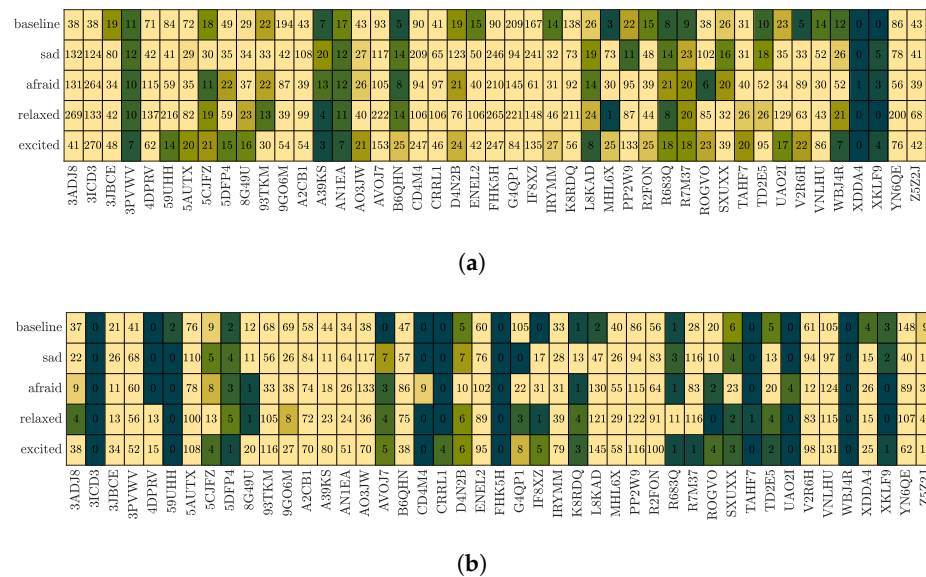 baseline 38 38 19 11 71 84 72 18 49 29 22 194 43 40 7 17 43 93 5 90 40 43 19 15 90 209 167 14 138 26 3 22 15 8 9 38 26 31 10 23 5 14 12 0 0 86 43
sad 132 124 80 12 42 41 29 30 35 34 33 42 108 20 12 27 117 14 209 65 123 50 246 94 241 32 73 19 73 11 48 14 23 102 16 31 18 35 33 52 26 0 5 78 41
afraid 131 264 34 10 115 59 35 11 22 37 22 87 39 13 12 26 105 8 94 97 21 40 210 145 61 31 92 14 30 95 39 21 20 6 20 40 52 34 89 30 52 1 3 56 39
relaxed 269 133 42 10 137 216 82 19 59 23 13 39 99 4 11 40 222 14 106 106 76 106 265 221 148 46 211 24 1 87 44 8 20 85 32 26 26 129 63 43 21 0 0 200 68
excited 41 270 48 7 62 14 20 21 15 16 30 54 54 3 7 21 153 25 247 46 24 42 247 84 135 27 56 8 25 133 25 18 18 23 39 22 135 17 22 86 7 0 0 76 42
3ADJ8 3ICD3 3JBCE 3PVWV 4DPRV 59UHH 5AUTX 5CJFZ 5DFP4 8G49U 93TKM 9GO6M A2CB1 A39KS AN1EA AO3JW AVOJ7 B6QHN CD4M4 CRRL1 D4N2B ENEL2 FHK5H G4QP1 IF8XZ IRYMM K8RDQ L8KAD MHL6X PP2W9 R2FON R683Q R7M37 ROGVO SXUXX TAHF7 TD2E5 UAO2I V2R6H VNLHU WBJ4R XDDA4 XKLF9 YN6QE Z5Z2J
(a)
baseline 37 0 21 41 0 2 76 9 2 12 68 69 58 44 34 38 0 47 0 0 5 60 0 105 0 33 1 2 40 86 56 1 28 20 6 0 5 0 61 105 0 4 3 148
sad 22 0 26 68 0 0 110 5 4 11 56 26 84 11 64 117 7 57 0 0 7 76 0 0 17 28 13 47 26 94 83 3 116 10 4 0 13 0 94 97 0 15 2 40
afraid 9 0 11 60 0 0 78 8 3 1 33 38 74 18 26 133 3 86 9 0 10 102 0 22 31 31 1 130 55 115 64 1 83 2 23 0 20 4 12 124 0 26 0 89
relaxed 4 0 13 56 13 0 100 13 5 1 105 8 72 23 24 36 4 75 0 0 6 89 0 3 1 39 4 121 29 122 91 11 116 0 2 1 4 0 83 115 0 15 0 107
excited 38 0 34 52 15 0 108 4 1 20 116 27 70 80 51 70 5 54 0 4 6 95 0 8 5 79 3 145 58 116 100 1 1 4 3 0 2 0 98 131 0 25 1 62
3ADJ8 3ICD3 3JBCE 3PVWV 4DPRV 59UHH 5AUTX 5CJFZ 5DFP4 8G49U 93TKM 9GO6M A2CB1 A39KS AN1EA AO3JW AVOJ7 B6QHN CD4M4 CRRL1 D4N2B ENEL2 FHK5H G4QP1 IF8XZ IRYMM K8RDQ L8KAD MHL6X PP2W9 R2FON R683Q R7M37 ROGVO SXUXX TAHF7 TD2E5 UAO2I V2R6H VNLHU WBJ4R XDDA4 XKLF9 YN6QE Z5Z2J
(b)